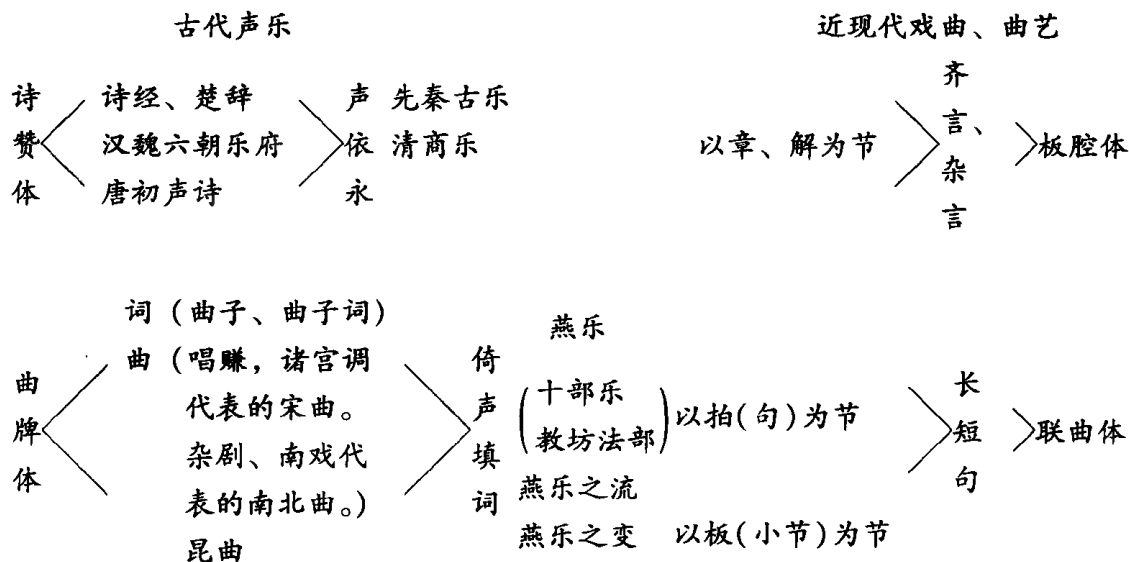 古代声乐 近现代戏曲、曲艺
诗赞体
诗经、楚辞
汉魏六朝乐府
唐初声诗
声依永
先秦古乐
清商乐
以章、解为节
齐言、杂言
板腔体
曲牌体
词(曲子、曲子词)
曲(唱赚,诸宫调
代表的宋曲。
杂剧、南戏代
表的南北曲。)
昆曲
倚声填词
燕乐
(十部乐
教坊法部)
以拍(句)为节
燕乐之流
燕乐之变 以板(小节)为节
长短句
联曲体